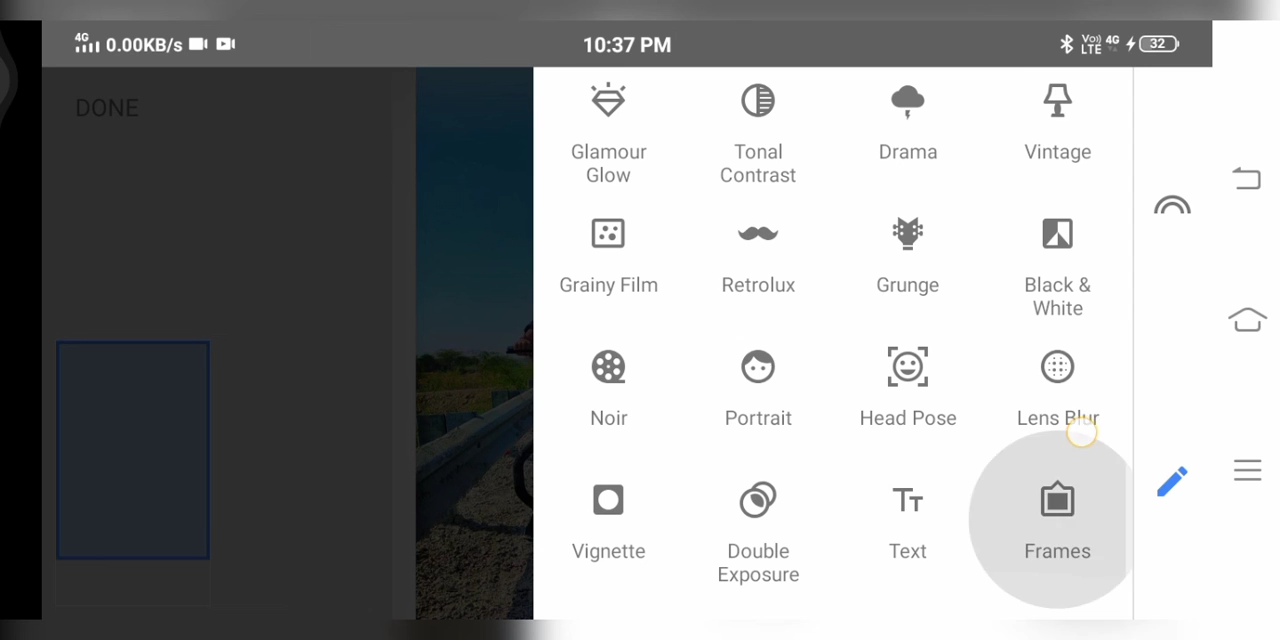 4G 0.00KB/s
10:37 PM
Vo) LTE 4G 32
DONE
Glamour Glow
Tonal Contrast
Drama
Vintage
Grainy Film
Retrolux
Grunge
Black & White
Noir
Portrait
Head Pose
Lens Blur
Vignette
Double Exposure
Text
Frames